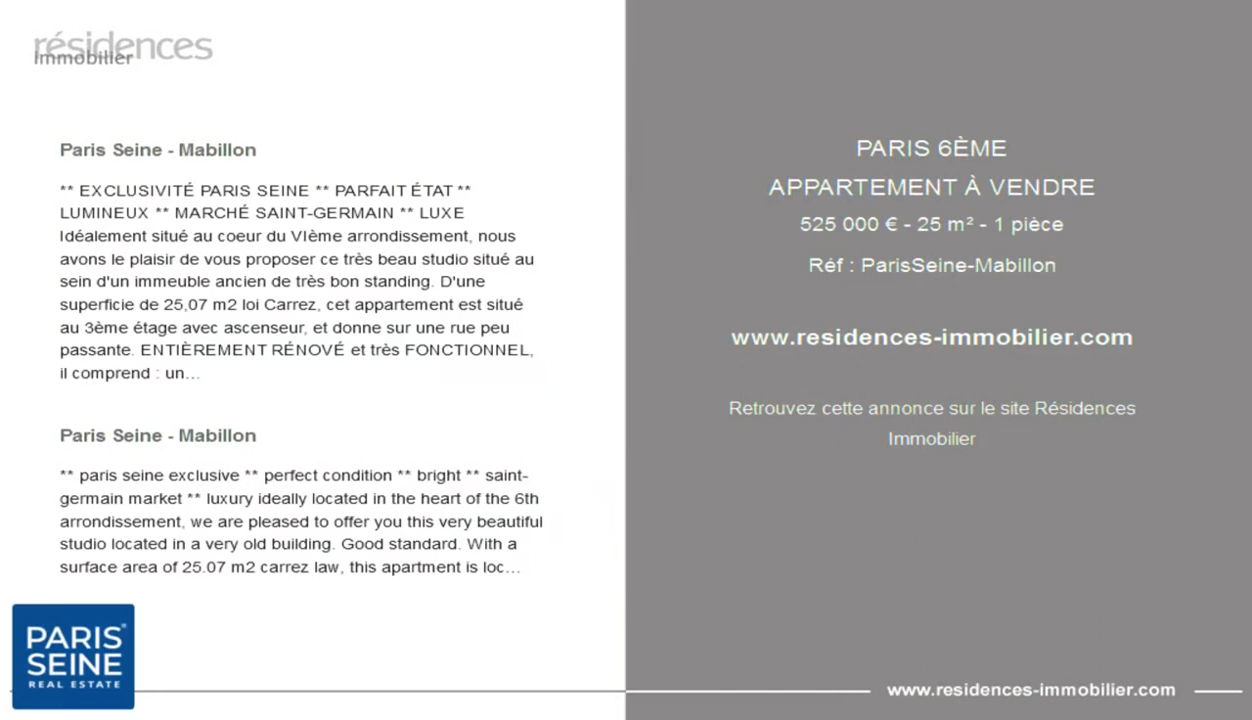 résidences
immobilier
Paris Seine - Mabillon
** EXCLUSIVITÉ PARIS SEINE ** PARFAIT ÉTAT **
LUMINEUX ** MARCHÉ SAINT-GERMAIN ** LUXE
Idéalement situé au coeur du VIème arrondissement, nous
avons le plaisir de vous proposer ce très beau studio situé au
sein d'un immeuble ancien de très bon standing. D'une
superficie de 25,07 m2 loi Carrez, cet appartement est situé
au 3ème étage avec ascenseur, et donne sur une rue peu
passante. ENTIÈREMENT RÉNOVÉ et très FONCTIONNEL,
il comprend : un...
Paris Seine - Mabillon
** paris seine exclusive ** perfect condition ** bright ** saint-
germain market ** luxury ideally located in the heart of the 6th
arrondissement, we are pleased to offer you this very beautiful
studio located in a very old building. Good standard. With a
surface area of 25.07 m2 carrez law, this apartment is loc...
PARIS
SEINE
REAL ESTATE
PARIS 6ÈME
APPARTEMENT À VENDRE
525 000 € - 25 m² - 1 pièce
Réf : ParisSeine-Mabillon
www.residences-immobilier.com
Retrouvez cette annonce sur le site Résidences
Immobilier
www.residences-immobilier.com